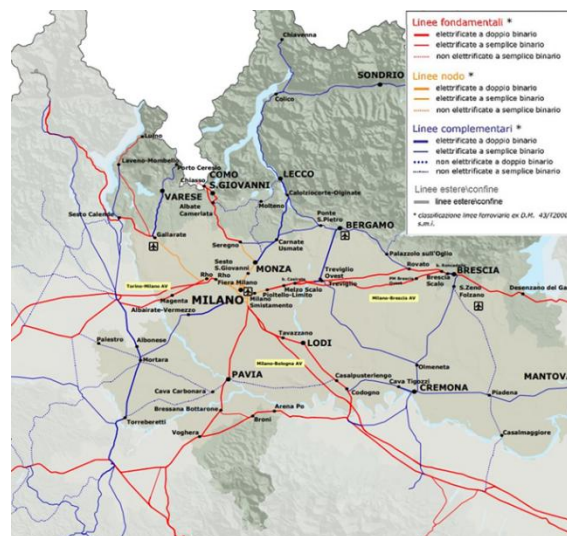 Linee fondamentali *
elettrificate a doppio binario
elettrificate a semplice binario
non elettrificate a semplice binario
Linee nodo *
elettrificate a doppio binario
elettrificate a semplice binario
non elettrificate a semplice binario
Linee complementari *
elettrificate a doppio binario
elettrificate a semplice binario
non elettrificate a doppio binario
non elettrificate a semplice binario
Linee estere\confine
linee estere\confine
* classificazione linee ferroviarie ex D.M. 43/T2000
s.m.i.
Chiavenna
SONDRIO
Colico
Luino
Laveno-Mombello
Porto Ceresio
Chiasso
COMO
S.GIOVANNI
LECCO
VARESE
Albate
Camerlata
Calolziocorte-Olginate
Molteno
Sesto Calende
Ponte
S.Pietro
BERGAMO
Gallarate
Seregno
Carnate
Usmate
Palazzolo sull'Oglio
Sesto
S.Giovanni
MONZA
Treviglio
Ovest
Rovato
BRESCIA
Rho
Rho
Fiera Milano
Treviglio
Brescia
Scalo
S.Zeno
Folzano
Torino-Milano AV
Pioltello-Limito
Melzo Scalo
Desenzano del Ga
MILANO
Milano
Smistamento
Milano-Brescia AV
Magenta
Albairate-Vermezzo
Tavazzano
Palestro
Albonese
LODI
Mortara
Milano-Bologna AV
Olmeneta
PAVIA
Casalpusterlengo
Cava Tigozzi
MANTOVA
Cava Carbonara
Codogno
CREMONA
Piadena
Bressana Bottarone
Arena Po
Torreberetti
Broni
Voghera
Casalmaggiore